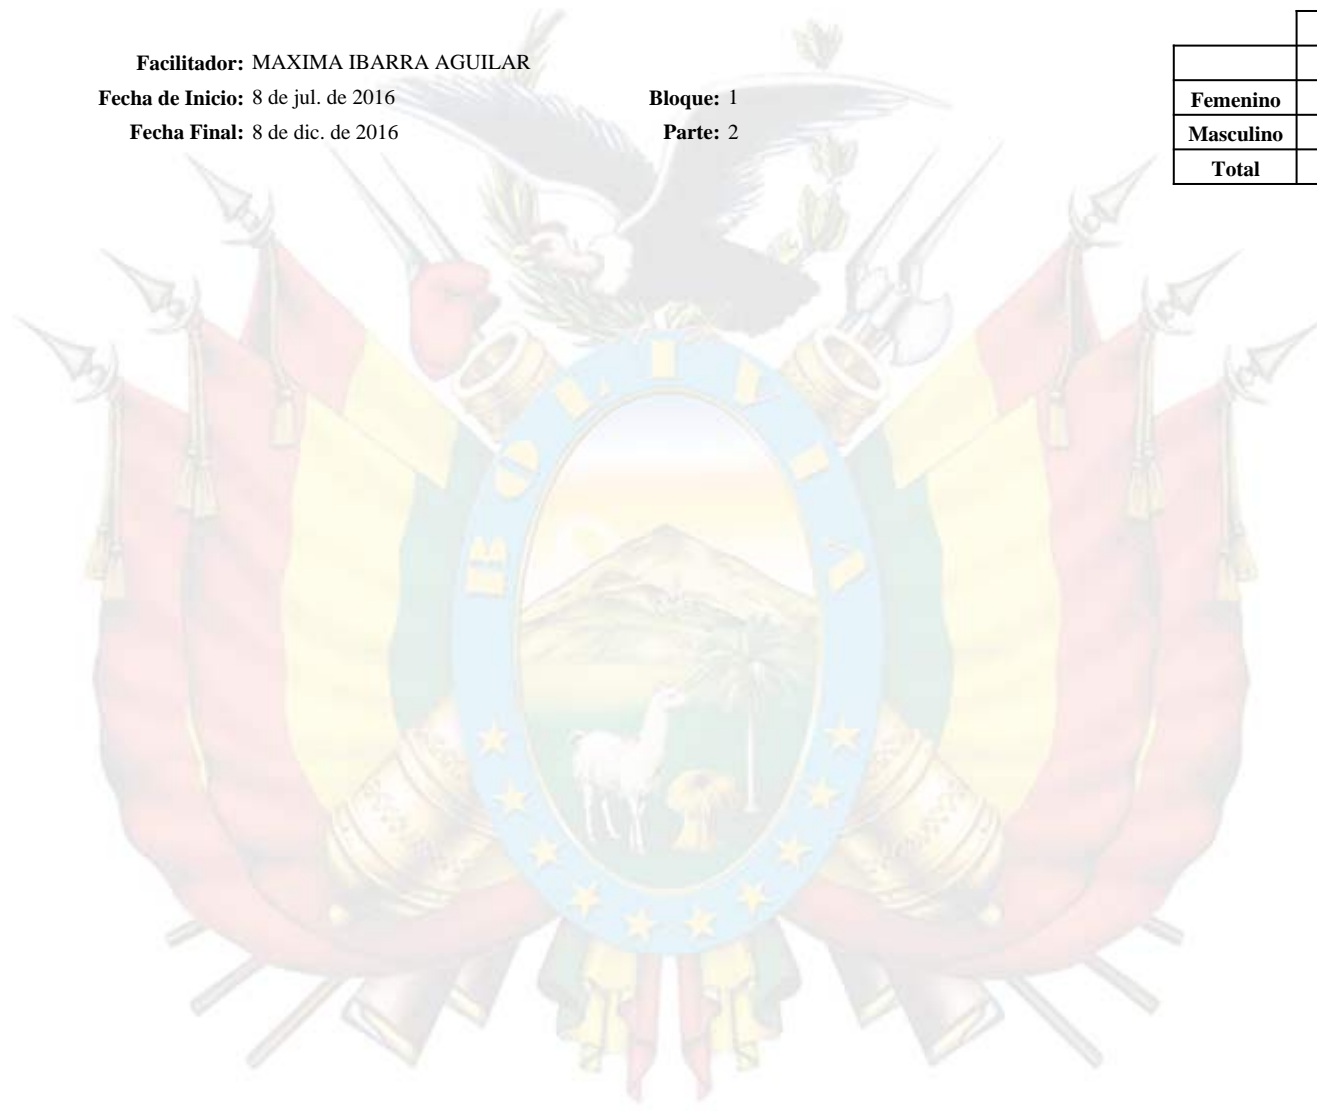 Facilitador: MAXIMA IBARRA AGUILAR
Fecha de Inicio: 8 de jul. de 2016 Bloque: 1
Fecha Final: 8 de dic. de 2016 Parte: 2
Femenino
Masculino
Total
BOLIVIA